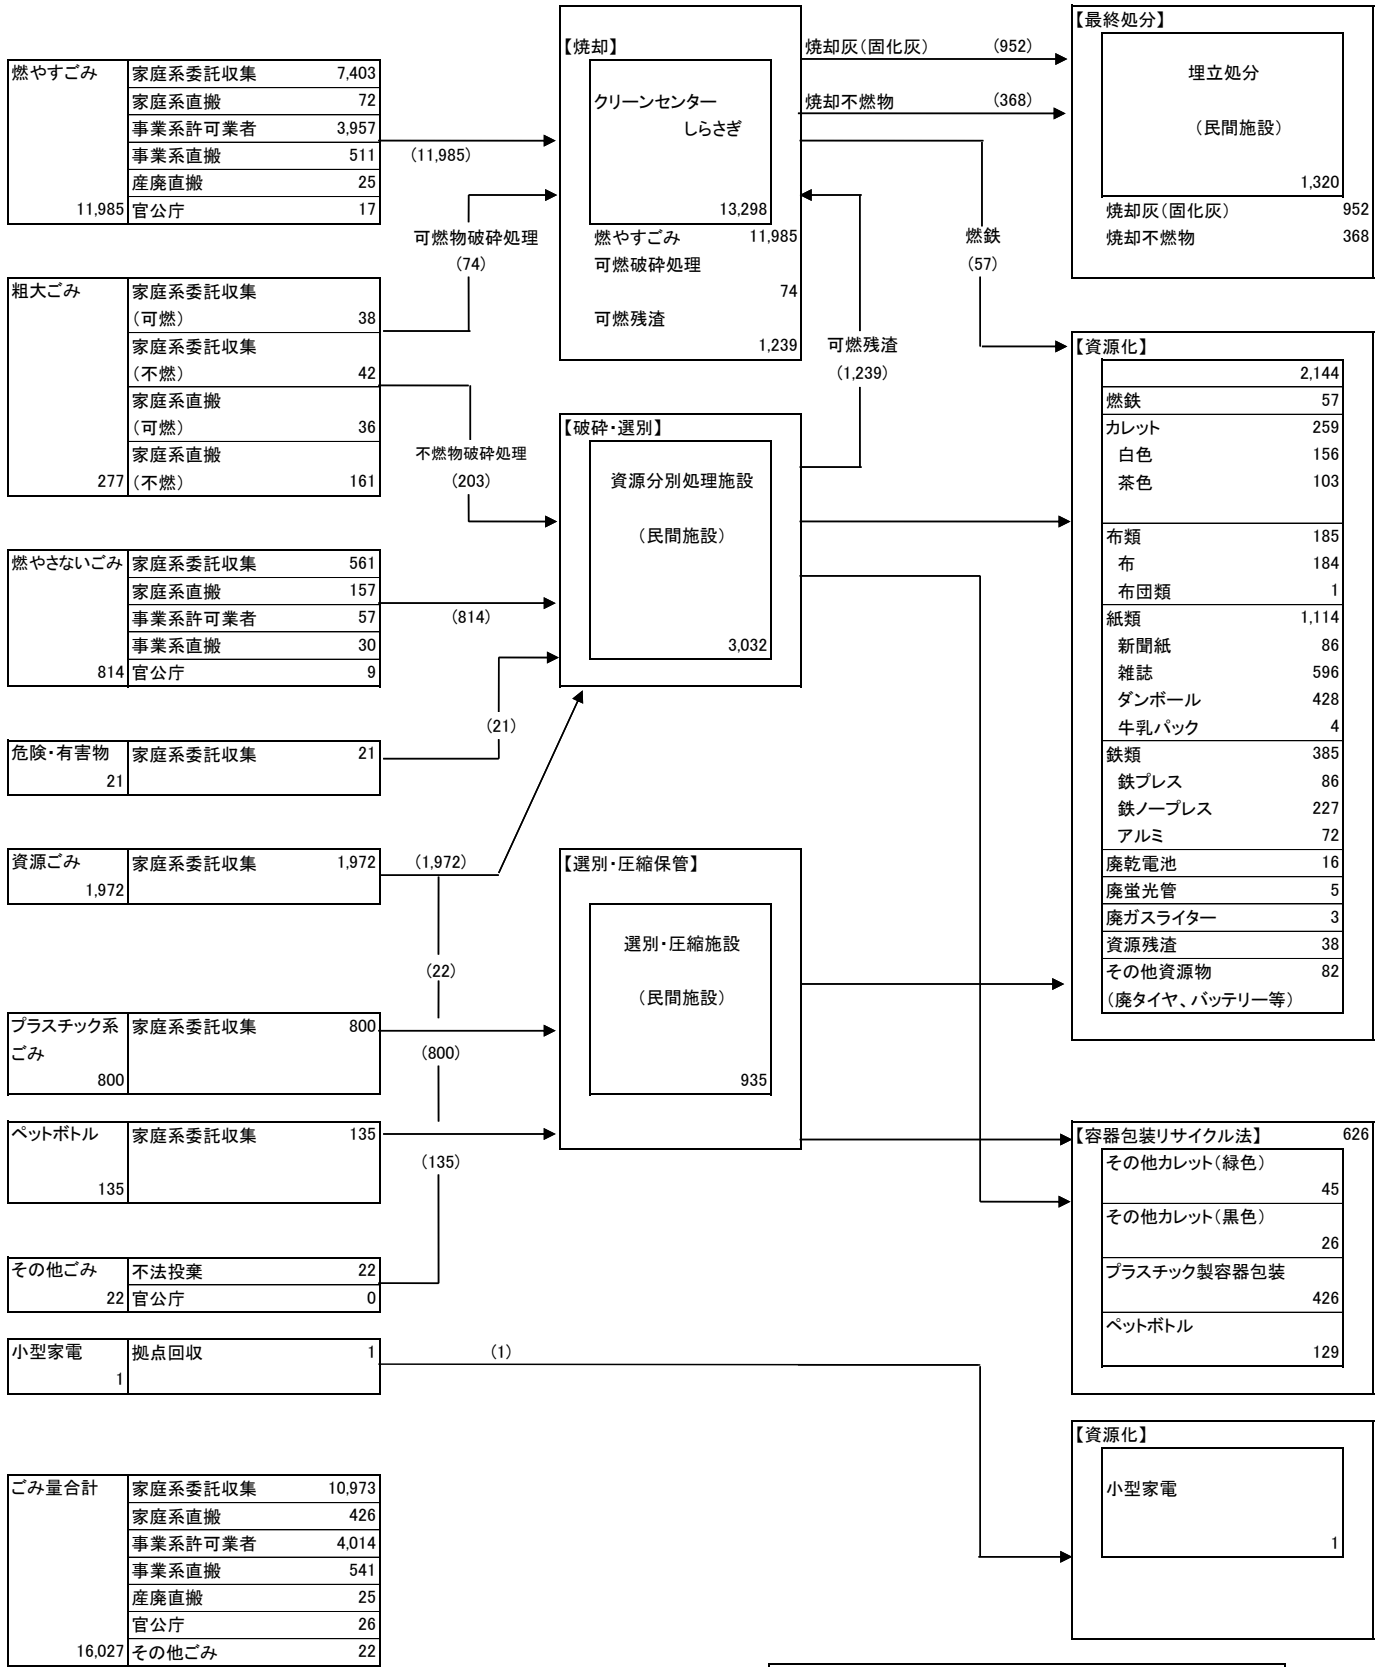 燃やすごみ 家庭系委託収集 7,403
家庭系直搬 72
事業系許可業者 3,957
事業系直搬 511
産廃直搬 25
11,985 官公庁 17
(11,985)
粗大ごみ 家庭系委託収集
(可燃) 38
家庭系委託収集
(不燃) 42
家庭系直搬
(可燃) 36
家庭系直搬
277 (不燃) 161
可燃物破砕処理
(74)
不燃物破砕処理
(203)
燃やさないごみ 家庭系委託収集 561
家庭系直搬 157
事業系許可業者 57
事業系直搬 30
814 官公庁 9
(814)
危険・有害物 家庭系委託収集 21
21
(21)
資源ごみ 家庭系委託収集 1,972
1,972
(1,972)
(22)
プラスチック系 家庭系委託収集 800
ごみ
800
(800)
ペットボトル 家庭系委託収集 135
135
(135)
その他ごみ 不法投棄 22
22 官公庁 0
小型家電 拠点回収 1
1
(1)
ごみ量合計 家庭系委託収集 10,973
家庭系直搬 426
事業系許可業者 4,014
事業系直搬 541
産廃直搬 25
官公庁 26
16,027 その他ごみ 22
【焼却】
クリーンセンター
しらさぎ
13,298
燃やすごみ 11,985
可燃破砕処理
74
可燃残渣
1,239
焼却灰(固化灰) (952)
焼却不燃物 (368)
燃鉄
(57)
可燃残渣
(1,239)
【破砕・選別】
資源分別処理施設
(民間施設)
3,032
【選別・圧縮保管】
選別・圧縮施設
(民間施設)
935
【最終処分】
埋立処分
(民間施設)
1,320
焼却灰(固化灰) 952
焼却不燃物 368
【資源化】
2,144
燃鉄 57
カレット 259
白色 156
茶色 103
布類 185
布 184
布団類 1
紙類 1,114
新聞紙 86
雑誌 596
ダンボール 428
牛乳パック 4
鉄類 385
鉄プレス 86
鉄ノープレス 227
アルミ 72
廃乾電池 16
廃蛍光管 5
廃ガスライター 3
資源残渣 38
その他資源物 82
(廃タイヤ、バッテリー等)
【容器包装リサイクル法】 626
その他カレット(緑色)
45
その他カレット(黒色)
26
プラスチック製容器包装
426
ペットボトル
129
【資源化】
小型家電
1